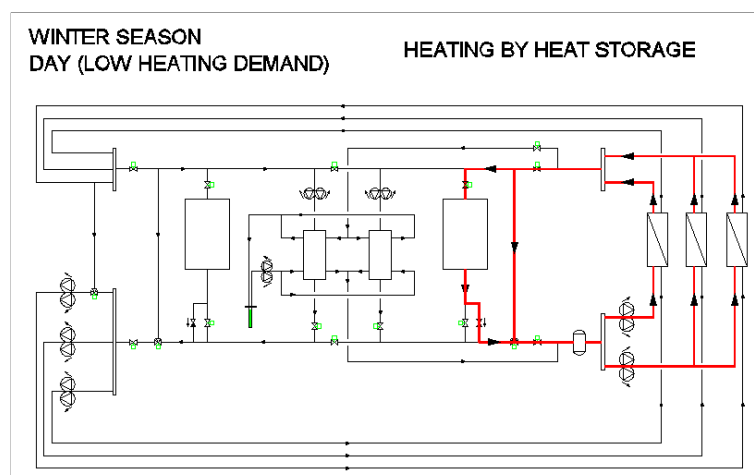 WINTER SEASON
DAY (LOW HEATING DEMAND)
HEATING BY HEAT STORAGE